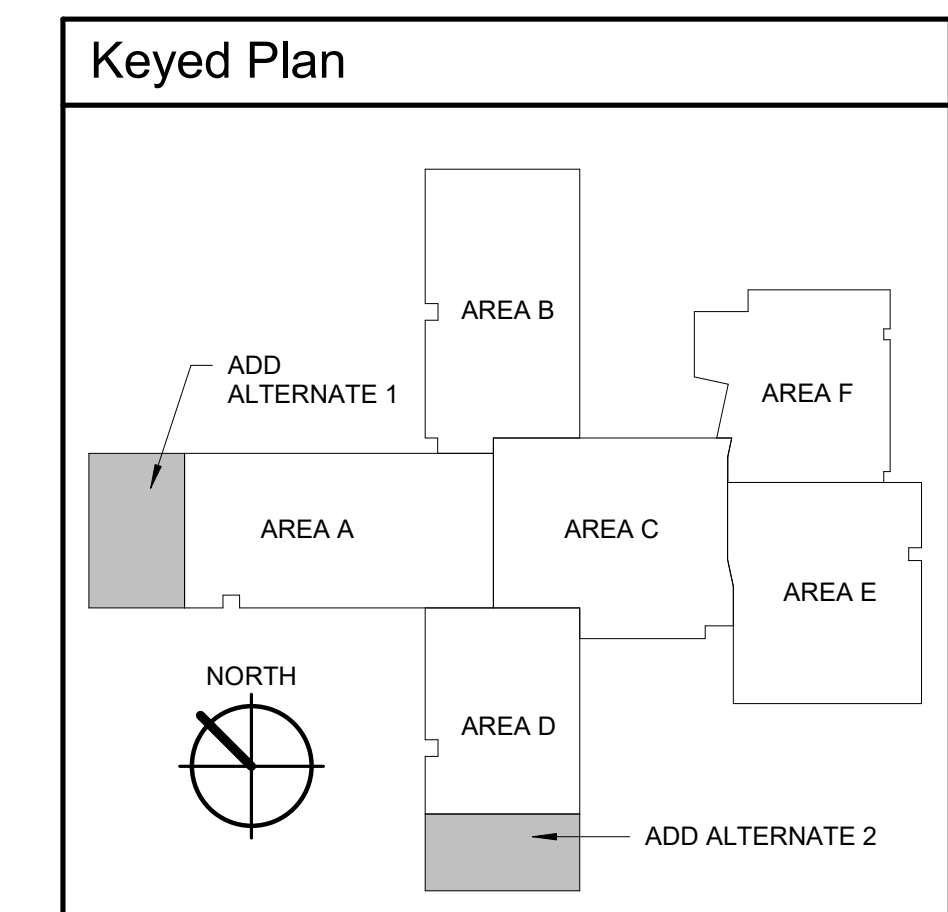 Keyed Plan
AREA B
ADD
ALTERNATE 1
AREA F
AREA A
AREA C
AREA E
NORTH
AREA D
ADD ALTERNATE 2